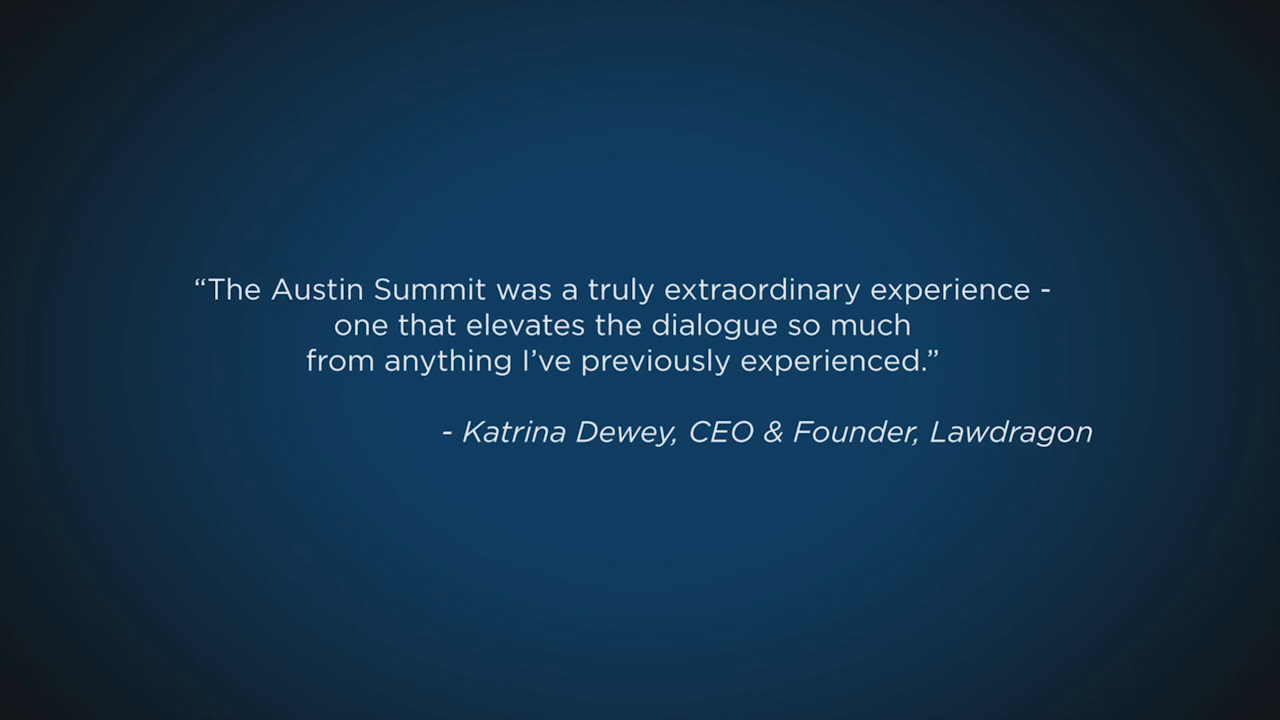 “The Austin Summit was a truly extraordinary experience -
one that elevates the dialogue so much
from anything I’ve previously experienced.”
- Katrina Dewey, CEO & Founder, Lawdragon